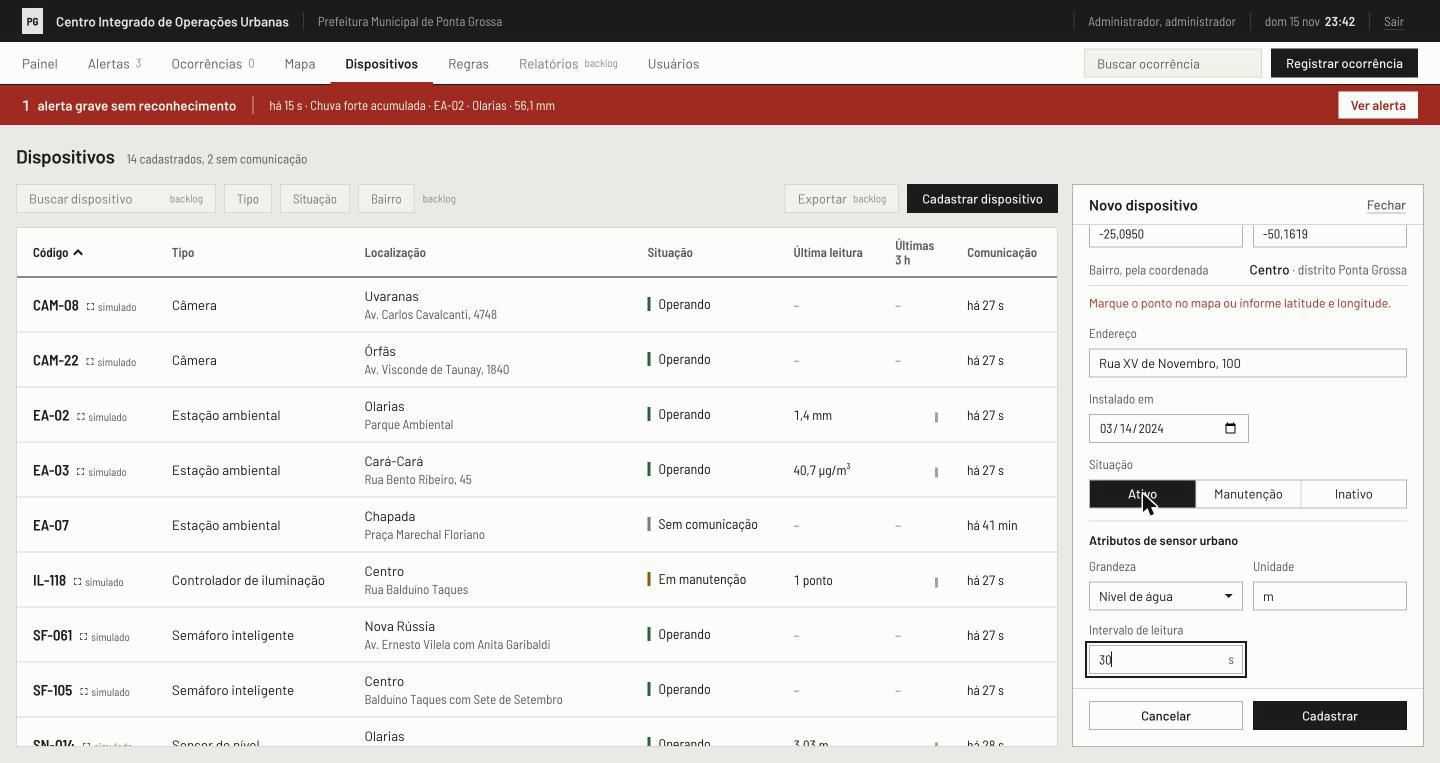 PG Centro Integrado de Operações Urbanas Prefeitura Municipal de Ponta Grossa Administrador, administrador dom 15 nov 23:42 Sair
Painel Alertas 3 Ocorrências 0 Mapa Dispositivos Regras Relatórios backlog Usuários Buscar ocorrência Registrar ocorrência
1 alerta grave sem reconhecimento há 15 s · Chuva forte acumulada · EA-02 · Olarias · 56,1 mm Ver alerta
Dispositivos 14 cadastrados, 2 sem comunicação
Buscar dispositivo backlog Tipo Situação Bairro backlog Exportar backlog Cadastrar dispositivo
Código Tipo Localização Situação Última leitura Últimas 3 h Comunicação
CAM-08 simulado Câmera Uvaranas Operando – – há 27 s
Av. Carlos Cavalcanti, 4748
CAM-22 simulado Câmera Órfãs Operando – – há 27 s
Av. Visconde de Taunay, 1840
EA-02 simulado Estação ambiental Olarias Operando 1,4 mm há 27 s
Parque Ambiental
EA-03 simulado Estação ambiental Cará-Cará Operando 40,7 µg/m³ há 27 s
Rua Bento Ribeiro, 45
EA-07 Estação ambiental Chapada Sem comunicação – – há 41 min
Praça Marechal Floriano
IL-118 simulado Controlador de iluminação Centro Em manutenção 1 ponto há 27 s
Rua Balduíno Taques
SF-061 simulado Semáforo inteligente Nova Rússia Operando – – há 27 s
Av. Ernesto Vilela com Anita Garibaldi
SF-105 simulado Semáforo inteligente Centro Operando – – há 27 s
Balduíno Taques com Sete de Setembro
SN-014 simulado Sensor de nível Olarias Operando 3,03 m há 28 s
Novo dispositivo Fechar
-25,0950 -50,1619
Bairro, pela coordenada Centro · distrito Ponta Grossa
Marque o ponto no mapa ou informe latitude e longitude.
Endereço
Rua XV de Novembro, 100
Instalado em
03/14/2024
Situação
Ativo Manutenção Inativo
Atributos de sensor urbano
Grandeza Unidade
Nível de água m
Intervalo de leitura
30 s
Cancelar Cadastrar